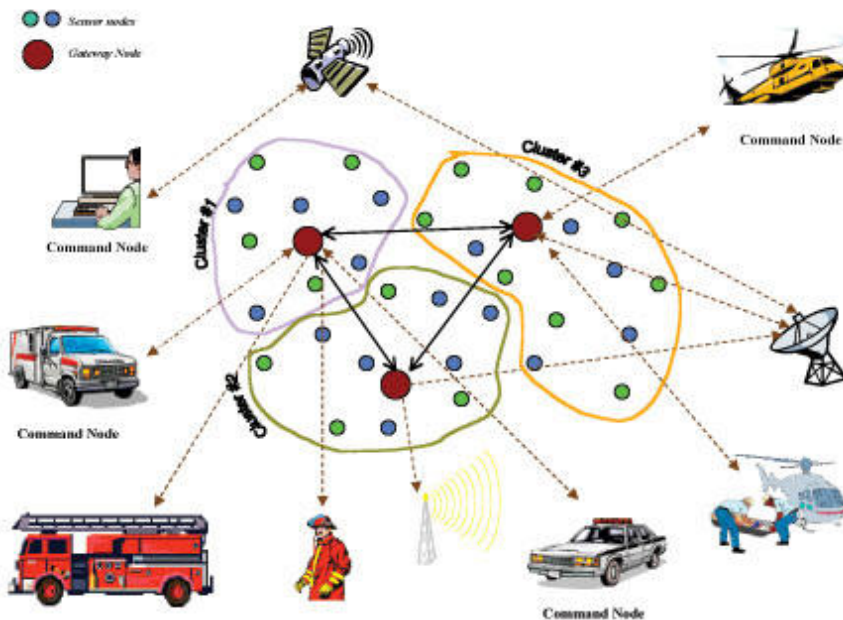 Sensor nodes
Gateway Node
Command Node
Cluster #3
Cluster #1
Command Node
Command Node
Cluster #2
Command Node